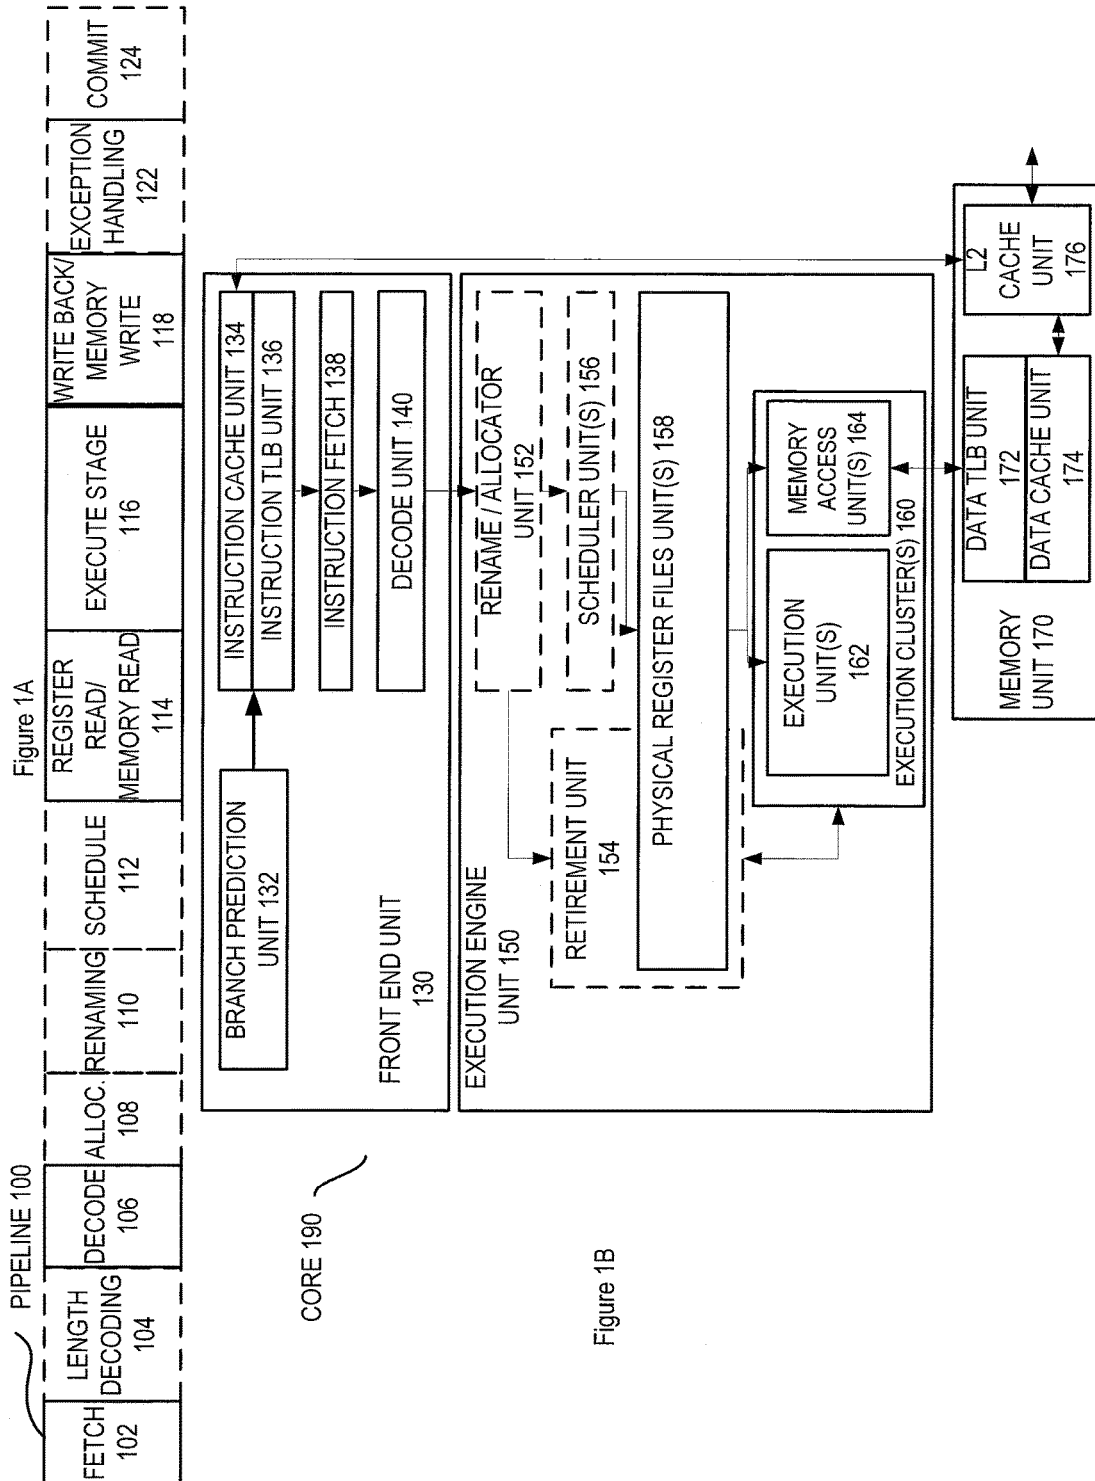 Figure 1A
PIPELINE 100
FETCH
102
LENGTH
DECODING
104
DECODE
106
ALLOC.
108
RENAMING
110
SCHEDULE
112
REGISTER
READ/
MEMORY READ
114
EXECUTE STAGE
116
WRITE BACK/
MEMORY
WRITE
118
EXCEPTION
HANDLING
122
COMMIT
124
CORE 190
BRANCH PREDICTION
UNIT 132
INSTRUCTION CACHE UNIT 134
INSTRUCTION TLB UNIT 136
INSTRUCTION FETCH 138
DECODE UNIT 140
FRONT END UNIT
130
EXECUTION ENGINE
UNIT 150
RENAME / ALLOCATOR
UNIT 152
RETIREMENT UNIT
154
SCHEDULER UNIT(S) 156
PHYSICAL REGISTER FILES UNIT(S) 158
EXECUTION
UNIT(S)
162
MEMORY
ACCESS
UNIT(S) 164
EXECUTION CLUSTER(S) 160
MEMORY
UNIT 170
DATA TLB UNIT
172
DATA CACHE UNIT
174
L2
CACHE
UNIT
176
Figure 1B